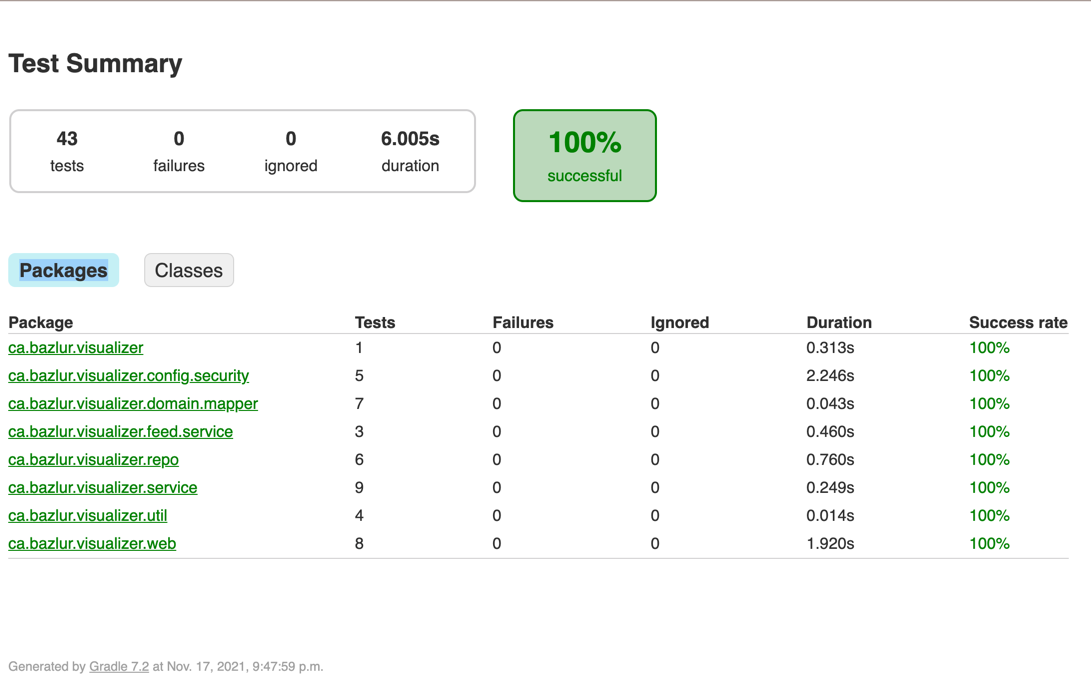 Test Summary
43 0 0 6.005s
tests failures ignored duration
100%
successful
Packages Classes
Package Tests Failures Ignored Duration Success rate
ca.bazlur.visualizer 1 0 0 0.313s 100%
ca.bazlur.visualizer.config.security 5 0 0 2.246s 100%
ca.bazlur.visualizer.domain.mapper 7 0 0 0.043s 100%
ca.bazlur.visualizer.feed.service 3 0 0 0.460s 100%
ca.bazlur.visualizer.repo 6 0 0 0.760s 100%
ca.bazlur.visualizer.service 9 0 0 0.249s 100%
ca.bazlur.visualizer.util 4 0 0 0.014s 100%
ca.bazlur.visualizer.web 8 0 0 1.920s 100%
Generated by Gradle 7.2 at Nov. 17, 2021, 9:47:59 p.m.